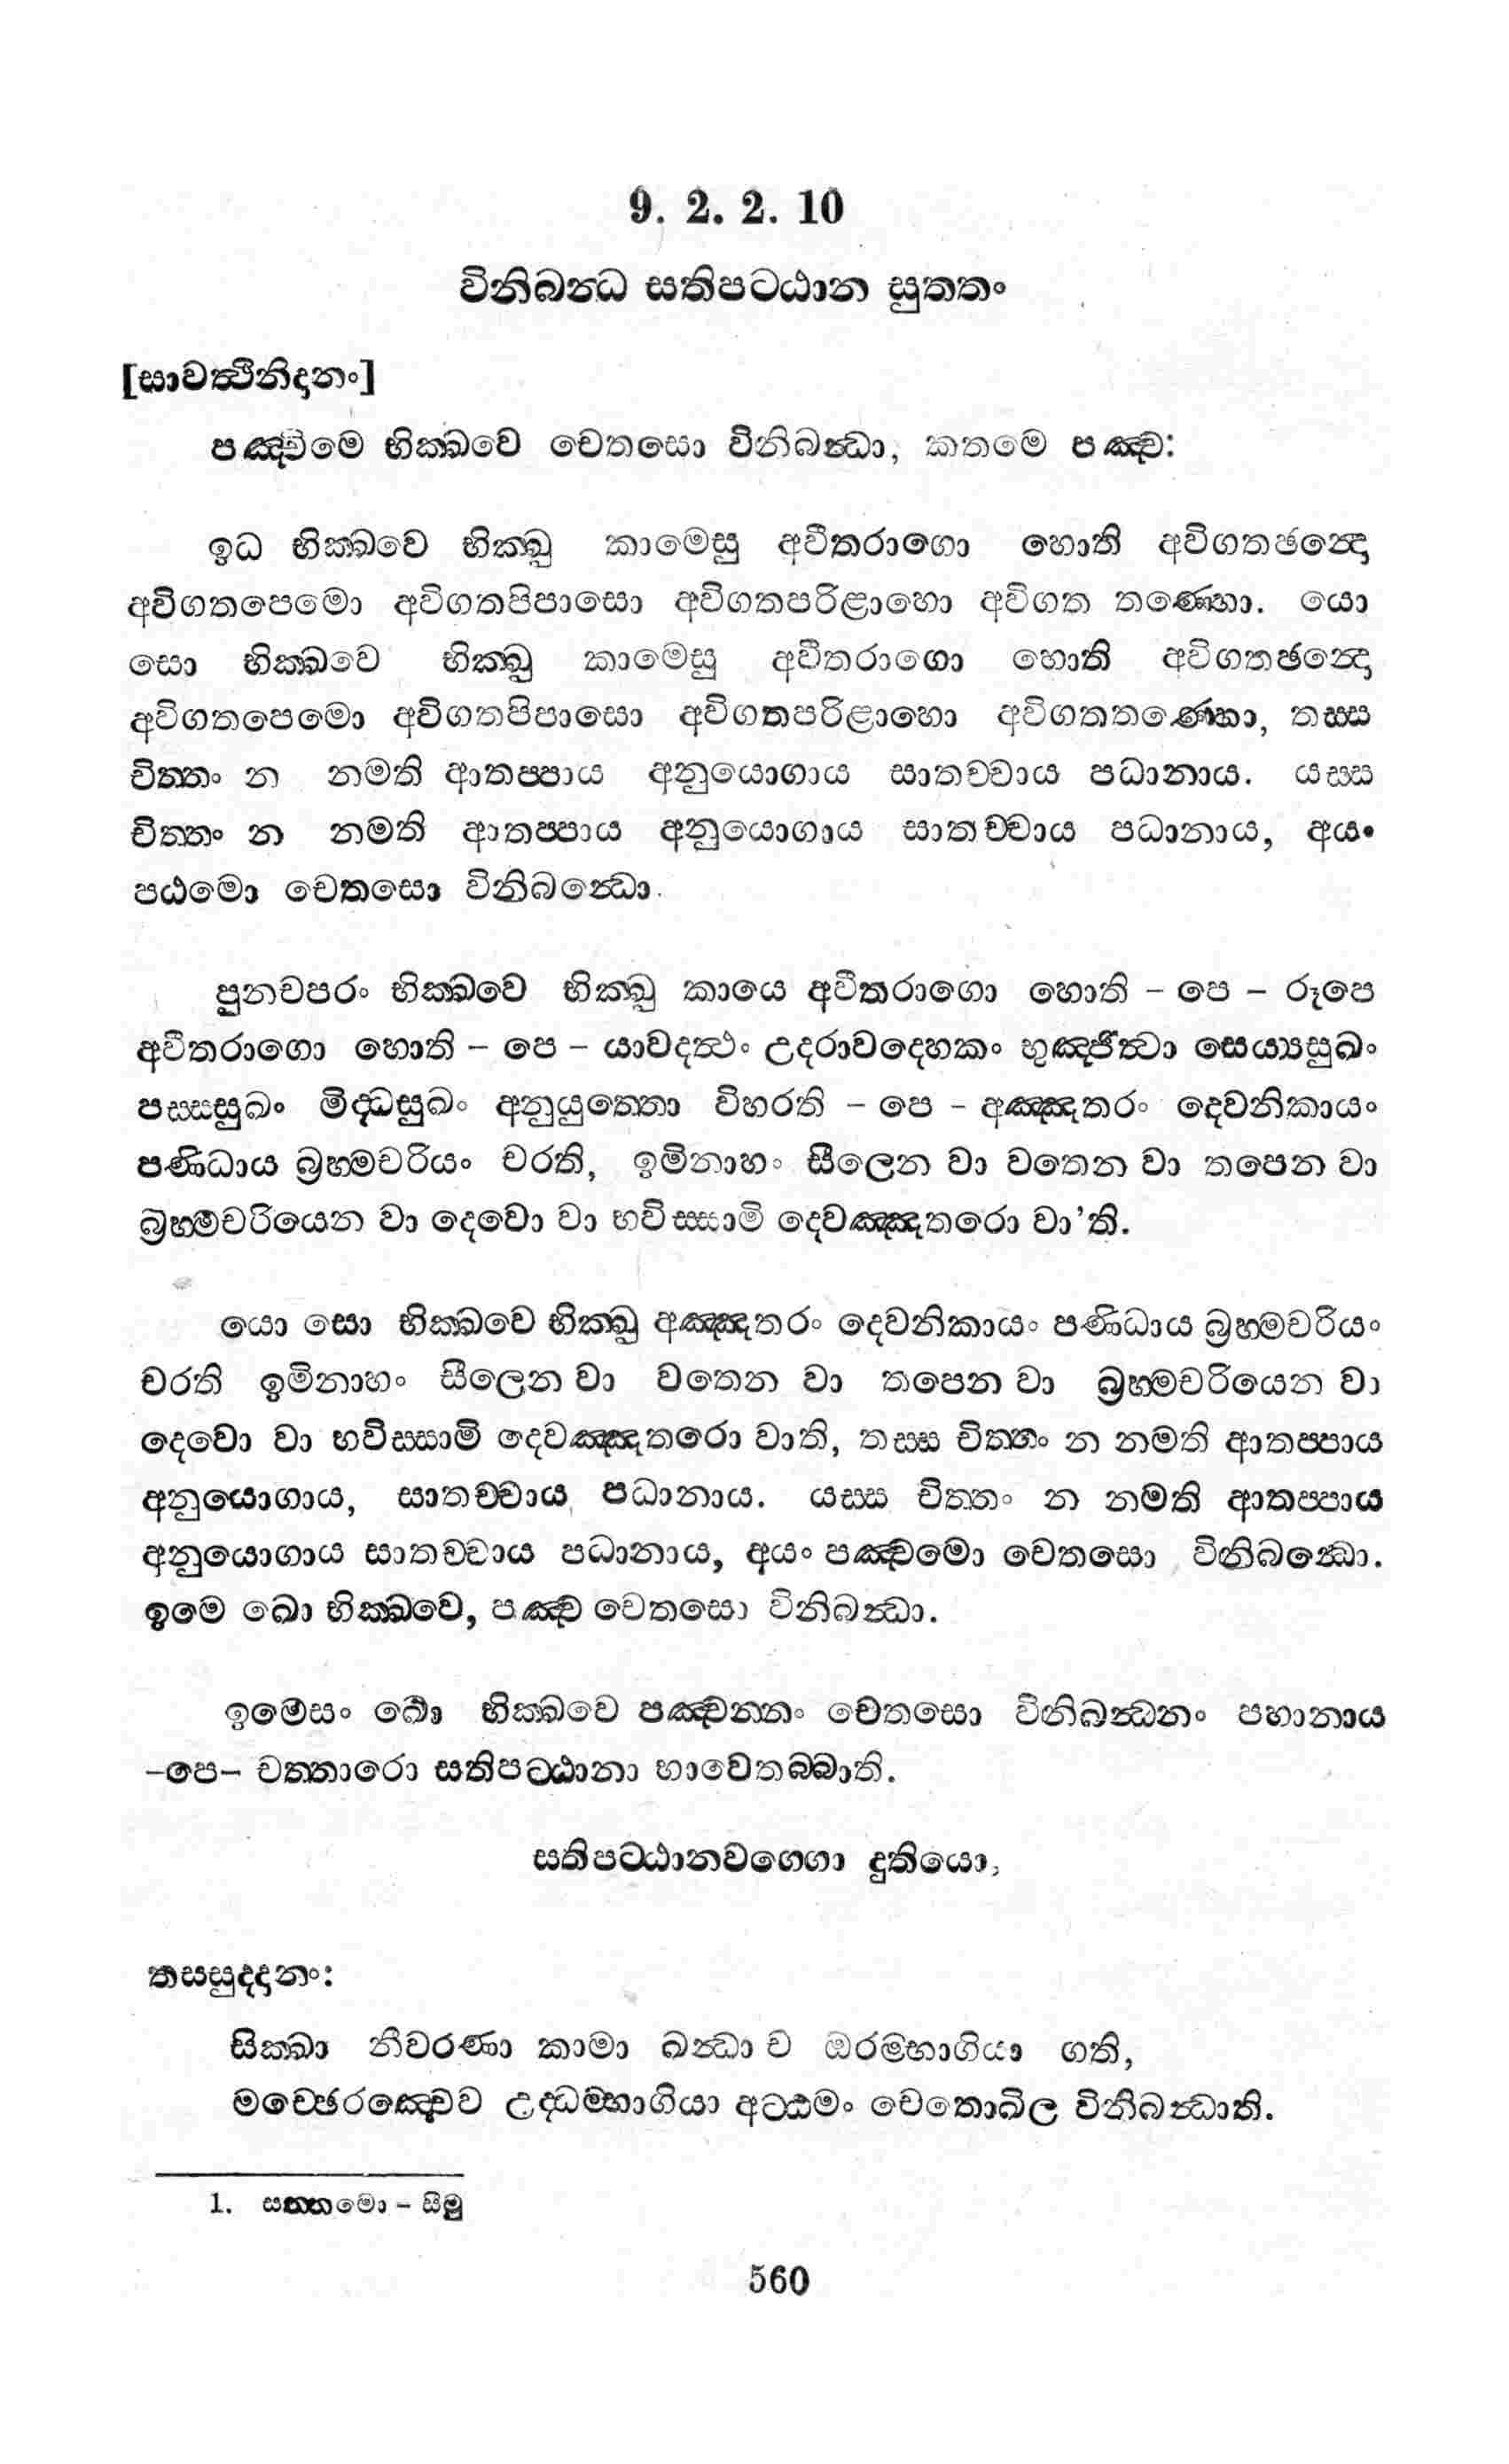 9. 2. 2. 10
විනිබන්ධ සතිපට්ඨාන සුත්තං
[සාවත්ථිනිදානං]
පඤ්චිමෙ භික්ඛවෙ චෙතසො විනිබන්ධා, කතමෙ පඤ්ච:
ඉධ භික්ඛවෙ භික්ඛු කාමෙසු අවීතරාගො හොති අවිගතඡන්දො
අවිගතපෙමො අවිගතපිපාසො අවිගතපරිළාහො අවිගත තණ්හො. යො
සො භික්ඛවෙ භික්ඛු කාමෙසු අවීතරාගො හොති අවිගතඡන්දො
අවිගතපෙමො අවිගතපිපාසො අවිගතපරිළාහො අවිගතතණ්හො, තස්ස
චිත්තං න නමති ආතප්පාය අනුයොගාය සාතච්චාය පධානාය. යස්ස
චිත්තං න නමති ආතප්පාය අනුයොගාය සාතච්චාය පධානාය, අයං
පඨමො චෙතසො විනිබන්ධො.
පුනචපරං භික්ඛවෙ භික්ඛු කායෙ අවීතරාගො හොති – පෙ – රූපෙ
අවීතරාගො හොති – පෙ – යාවදත්ථං උදරාවදෙහකං භුඤ්ජිත්වා සෙය්‍යසුඛං
පස්සසුඛං මිද්ධසුඛං අනුයුත්තො විහරති – පෙ – අඤ්ඤතරං දෙවනිකායං
පණිධාය බ්‍රහ්මචරියං චරති, ඉමිනාහං සීලෙන වා වතෙන වා තපෙන වා
බ්‍රහ්මචරියෙන වා දෙවො වා භවිස්සාමි දෙවඤ්ඤතරො වා’ති.
යො සො භික්ඛවෙ භික්ඛු අඤ්ඤතරං දෙවනිකායං පණිධාය බ්‍රහ්මචරියං
චරති ඉමිනාහං සීලෙන වා වතෙන වා තපෙන වා බ්‍රහ්මචරියෙන වා
දෙවො වා භවිස්සාමි දෙවඤ්ඤතරො වාති, තස්ස චිත්තං න නමති ආතප්පාය
අනුයොගාය, සාතච්චාය පධානාය. යස්ස චිත්තං න නමති ආතප්පාය
අනුයොගාය සාතච්චාය පධානාය, අයං පඤ්චමො චෙතසො විනිබන්ධො.
ඉමෙ ඛො භික්ඛවෙ, පඤ්ච චෙතසො විනිබන්ධා.
ඉමෙසං ඛො භික්ඛවෙ පඤ්චන්නං චෙතසො විනිබන්ධනං පහානාය
–පෙ– චත්තාරො සතිපට්ඨානා භාවෙතබ්බාති.
සතිපට්ඨානවග්ගො දුතියො,
තස්සුද්දානං:
සික්ඛා නීවරණා කාමා ඛන්ධා ච ඔරම්භාගියා ගති,
මච්ඡෙරඤ්චෙව උද්ධම්භාගියා අට්ඨමං චෙතොඛිල විනිබන්ධාති.
1. සත්තමො – සීමු
560